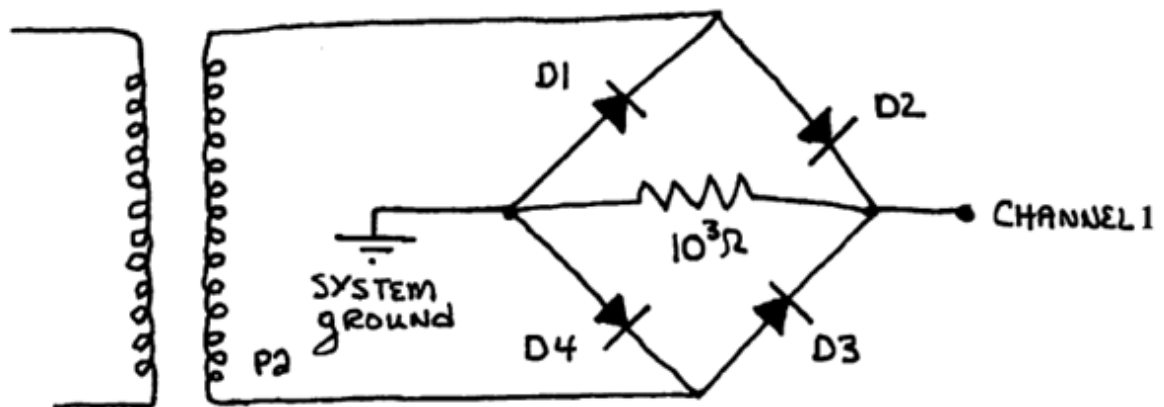 D1
D2
CHANNEL 1
10³Ω
SYSTEM
gROUND
D4
D3
P2